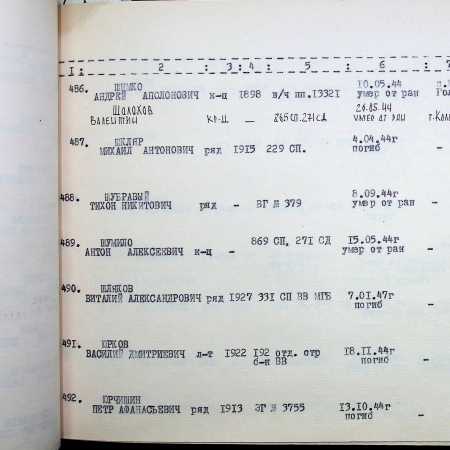 1 : 2 : 3 : 4 : 5 : 6 : 7
486. ШИМКО 10.05.44
АНДРЕЙ АПОЛОНОВИЧ к-ц 1898 в/ч пп.13321 умер от ран
Шолохов 26.05.44
Валентин кр-ц — 265 СП. 271 СД умер от ран
487. ШКЛЯР 4.04.44г
МИХАИЛ АНТОНОВИЧ ряд 1915 229 СП. погиб -
488. ШУБРАВЫЙ 8.09.44г
ТИХОН НИКИТОВИЧ ряд - ВГ № 379 умер от ран -
489. ШУМИЛО 869 СП, 271 СД 15.05.44г
АНТОН АЛЕКСЕЕВИЧ к-ц - умер от ран -
490. ШЛЯХОВ
ВИТАЛИЙ АЛЕКСАНДРОВИЧ ряд 1927 331 СП ВВ МГБ 7.01.47г -
погиб
491. ЮРКОВ
ВАСИЛИЙ ДМИТРИЕВИЧ л-т 1922 192 отд. стр 18.11.44г -
б-н ВВ погиб
492. ЮРЧИШИН
ПЕТР АФАНАСЬЕВИЧ ряд 1913 ЭГ № 3755 13.10.44г -
погиб